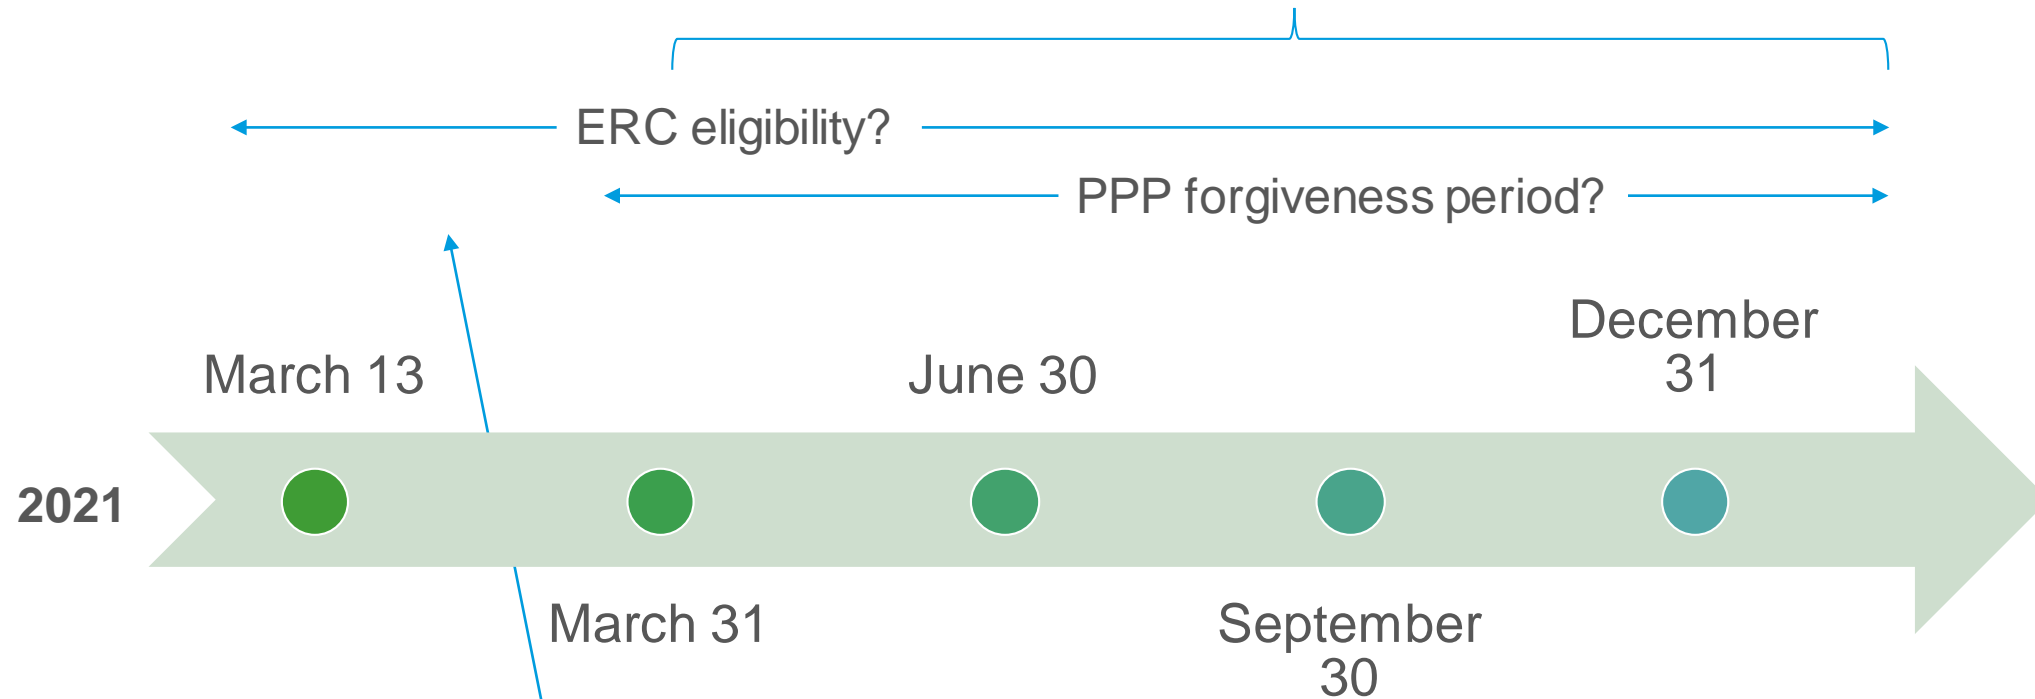 ERC eligibility?
PPP forgiveness period?
December
31
March 13
June 30
2021
March 31
September
30